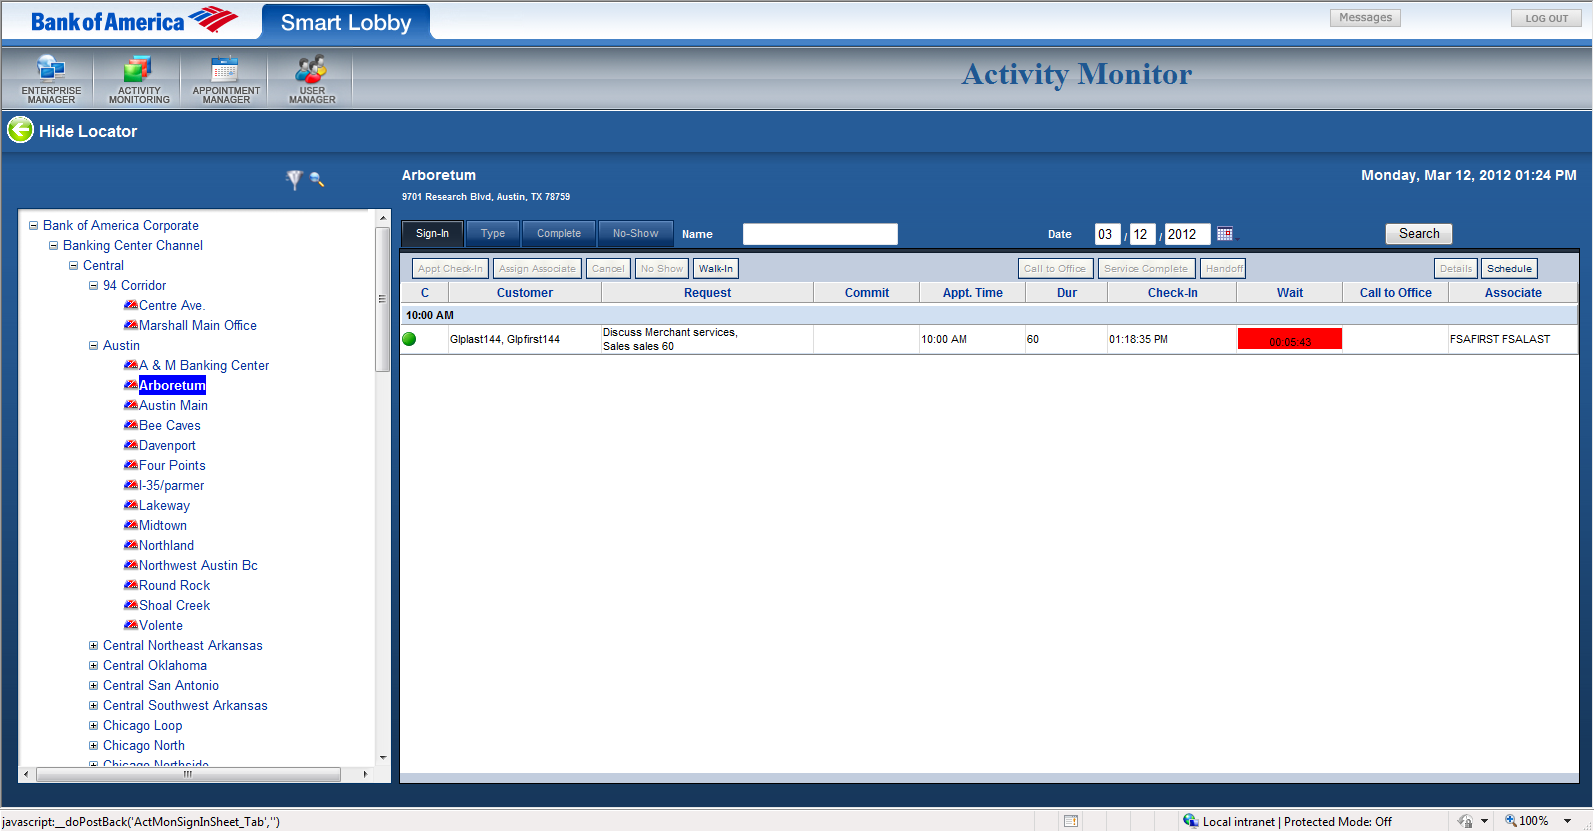 Bank of America Smart Lobby Messages LOG OUT
ENTERPRISE MANAGER ACTIVITY MONITORING APPOINTMENT MANAGER USER MANAGER
Activity Monitor
Hide Locator
Arboretum Monday, Mar 12, 2012 01:24 PM
9701 Research Blvd, Austin, TX 78759
Sign-In Type Complete No-Show Name Date 03 / 12 / 2012 Search
Appt Check-In Assign Associate Cancel No Show Walk-In Call to Office Service Complete Handoff Details Schedule
C Customer Request Commit Appt. Time Dur Check-In Wait Call to Office Associate
10:00 AM
Glplast144, Glpfirst144 Discuss Merchant services, 10:00 AM 60 01:18:35 PM 00:05:43 FSAFIRST FSALAST
Sales sales 60
Bank of America Corporate
Banking Center Channel
Central
94 Corridor
Centre Ave.
Marshall Main Office
Austin
A & M Banking Center
Arboretum
Austin Main
Bee Caves
Davenport
Four Points
I-35/parmer
Lakeway
Midtown
Northland
Northwest Austin Bc
Round Rock
Shoal Creek
Volente
Central Northeast Arkansas
Central Oklahoma
Central San Antonio
Central Southwest Arkansas
Chicago Loop
Chicago North
Chicago Northside
javascript:__doPostBack('ActMonSignInSheet_Tab','') Local intranet | Protected Mode: Off 100%